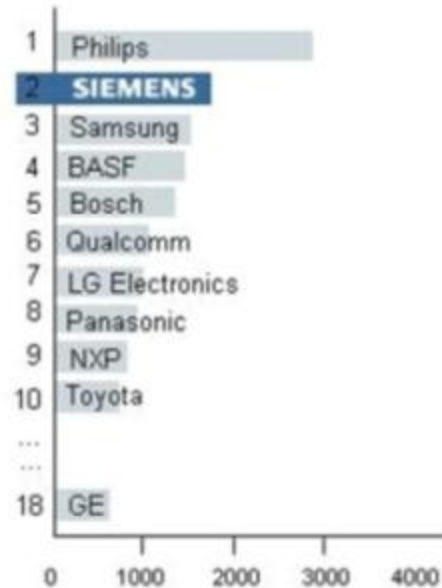 1 Philips
2 SIEMENS
3 Samsung
4 BASF
5 Bosch
6 Qualcomm
7 LG Electronics
8 Panasonic
9 NXP
10 Toyota
...
...
18 GE
0 1000 2000 3000 4000